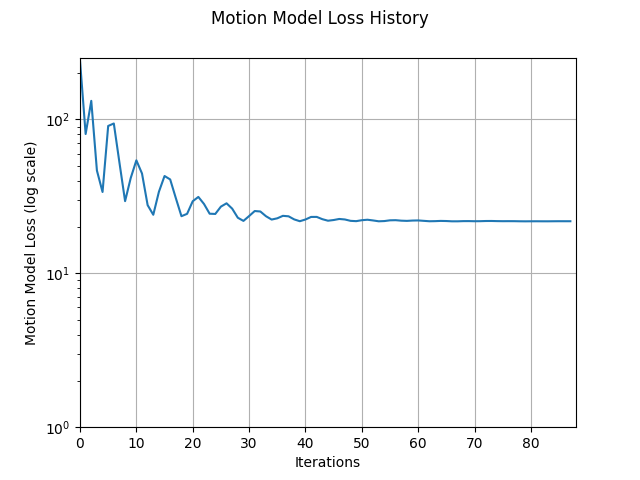 Motion Model Loss History
Motion Model Loss (log scale)
10²
10¹
10⁰
0 10 20 30 40 50 60 70 80
Iterations